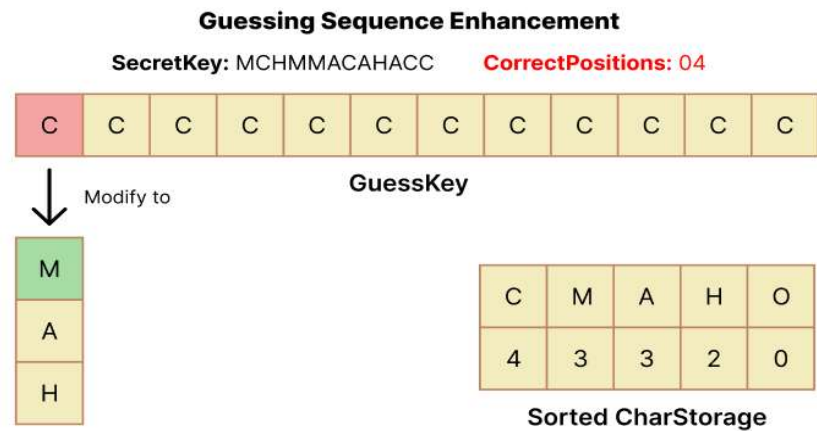 Guessing Sequence Enhancement
SecretKey: MCHMMACAHACC CorrectPositions: 04
C C C C C C C C C C C C
GuessKey
Modify to
M
A
H
C M A H O
4 3 3 2 0
Sorted CharStorage